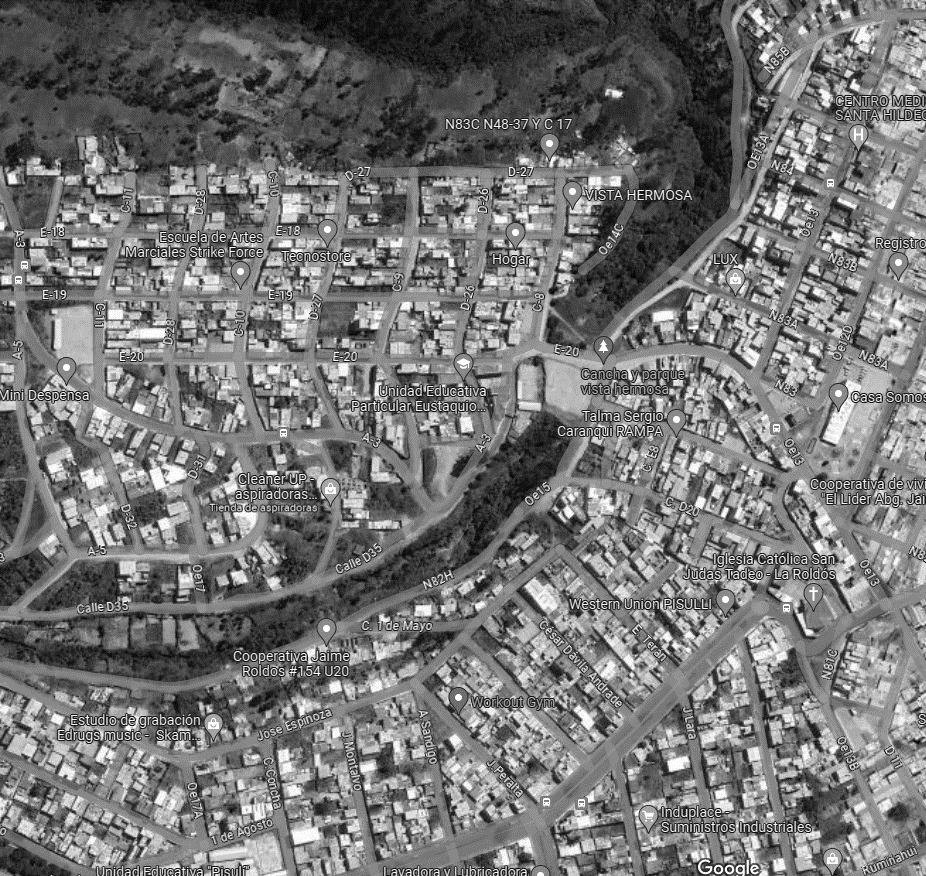 N85B
CENTRO MEDI
SANTA HILDEG
N83C N48-37 Y C 17
OE13A
N84
D-27
D-27
VISTA HERMOSA
C-11
D-28
C-10
D-26
Oe13
A-3
E-18
E-18
Oe14C
Escuela de Artes
Marciales Strike Force
Tecnostore
Hogar
Registro
N83B
LUX
C-9
E-19
E-19
D-27
D-26
C-8
C-11
C-10
D-28
N83A
Oe12D
N83A
A-5
E-20
E-20
E-20
Cancha y parque
vista hermosa
N83
Mini Despensa
Unidad Educativa
Particular Eustaquio...
Casa Somos
Talma Sergio
Caranqui RAMPA
A-3
A-3
Oe13
C. E8
D-31
Cleaner UP -
aspiradoras...
Tienda de aspiradoras
Oe15
C. D20
Cooperativa de vivi
"El Lider Abg. Jai
D-32
A-5
Calle D35
Iglesia Católica San
Judas Tadeo - La Roldos
Oe13
Oe17
N82H
Calle D35
Western Union PISULLI
C. 1 de Mayo
César Dávila Andrade
E. Terán
Cooperativa Jaime
Roldos #154 U20
N81C
Workout Gym
Estudio de grabación
Edrugs music - Skam...
Jose Espinoza
A. Sandigo
J. Lara
J. Montalvo
Oe13B
C. Concha
J. Peralta
Oe17A
Induplace -
Suministros Industriales
1 de Agosto
Unidad Educativa "Pisulí"
Lavadora y Lubricadora
Google
Ruminahui